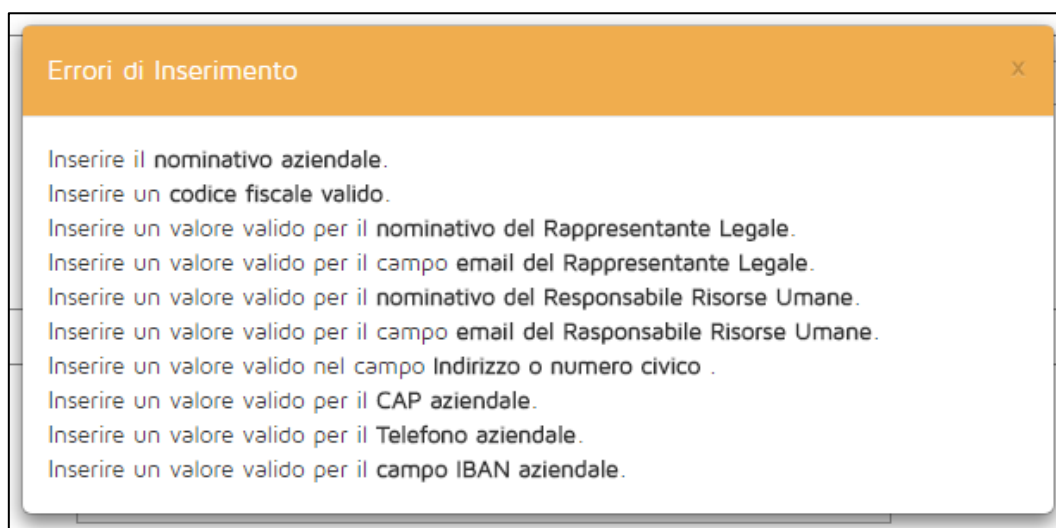 Errori di Inserimento x
Inserire il nominativo aziendale.
Inserire un codice fiscale valido.
Inserire un valore valido per il nominativo del Rappresentante Legale.
Inserire un valore valido per il campo email del Rappresentante Legale.
Inserire un valore valido per il nominativo del Responsabile Risorse Umane.
Inserire un valore valido per il campo email del Rasponsabile Risorse Umane.
Inserire un valore valido nel campo Indirizzo o numero civico .
Inserire un valore valido per il CAP aziendale.
Inserire un valore valido per il Telefono aziendale.
Inserire un valore valido per il campo IBAN aziendale.